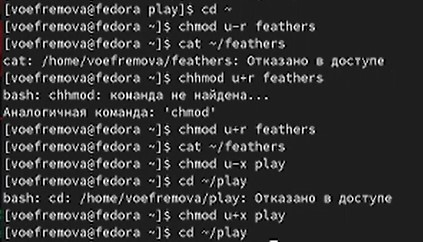 [voefremova@fedora play]$ cd ~
[voefremova@fedora ~]$ chmod u-r feathers
[voefremova@fedora ~]$ cat ~/feathers
cat: /home/voefremova/feathers: Отказано в доступе
[voefremova@fedora ~]$ chhmod u+r feathers
bash: chhmod: команда не найдена...
Аналогичная команда: 'chmod'
[voefremova@fedora ~]$ chmod u+r feathers
[voefremova@fedora ~]$ cat ~/feathers
[voefremova@fedora ~]$ chmod u-x play
[voefremova@fedora ~]$ cd ~/play
bash: cd: /home/voefremova/play: Отказано в доступе
[voefremova@fedora ~]$ chmod u+x play
[voefremova@fedora ~]$ cd ~/play